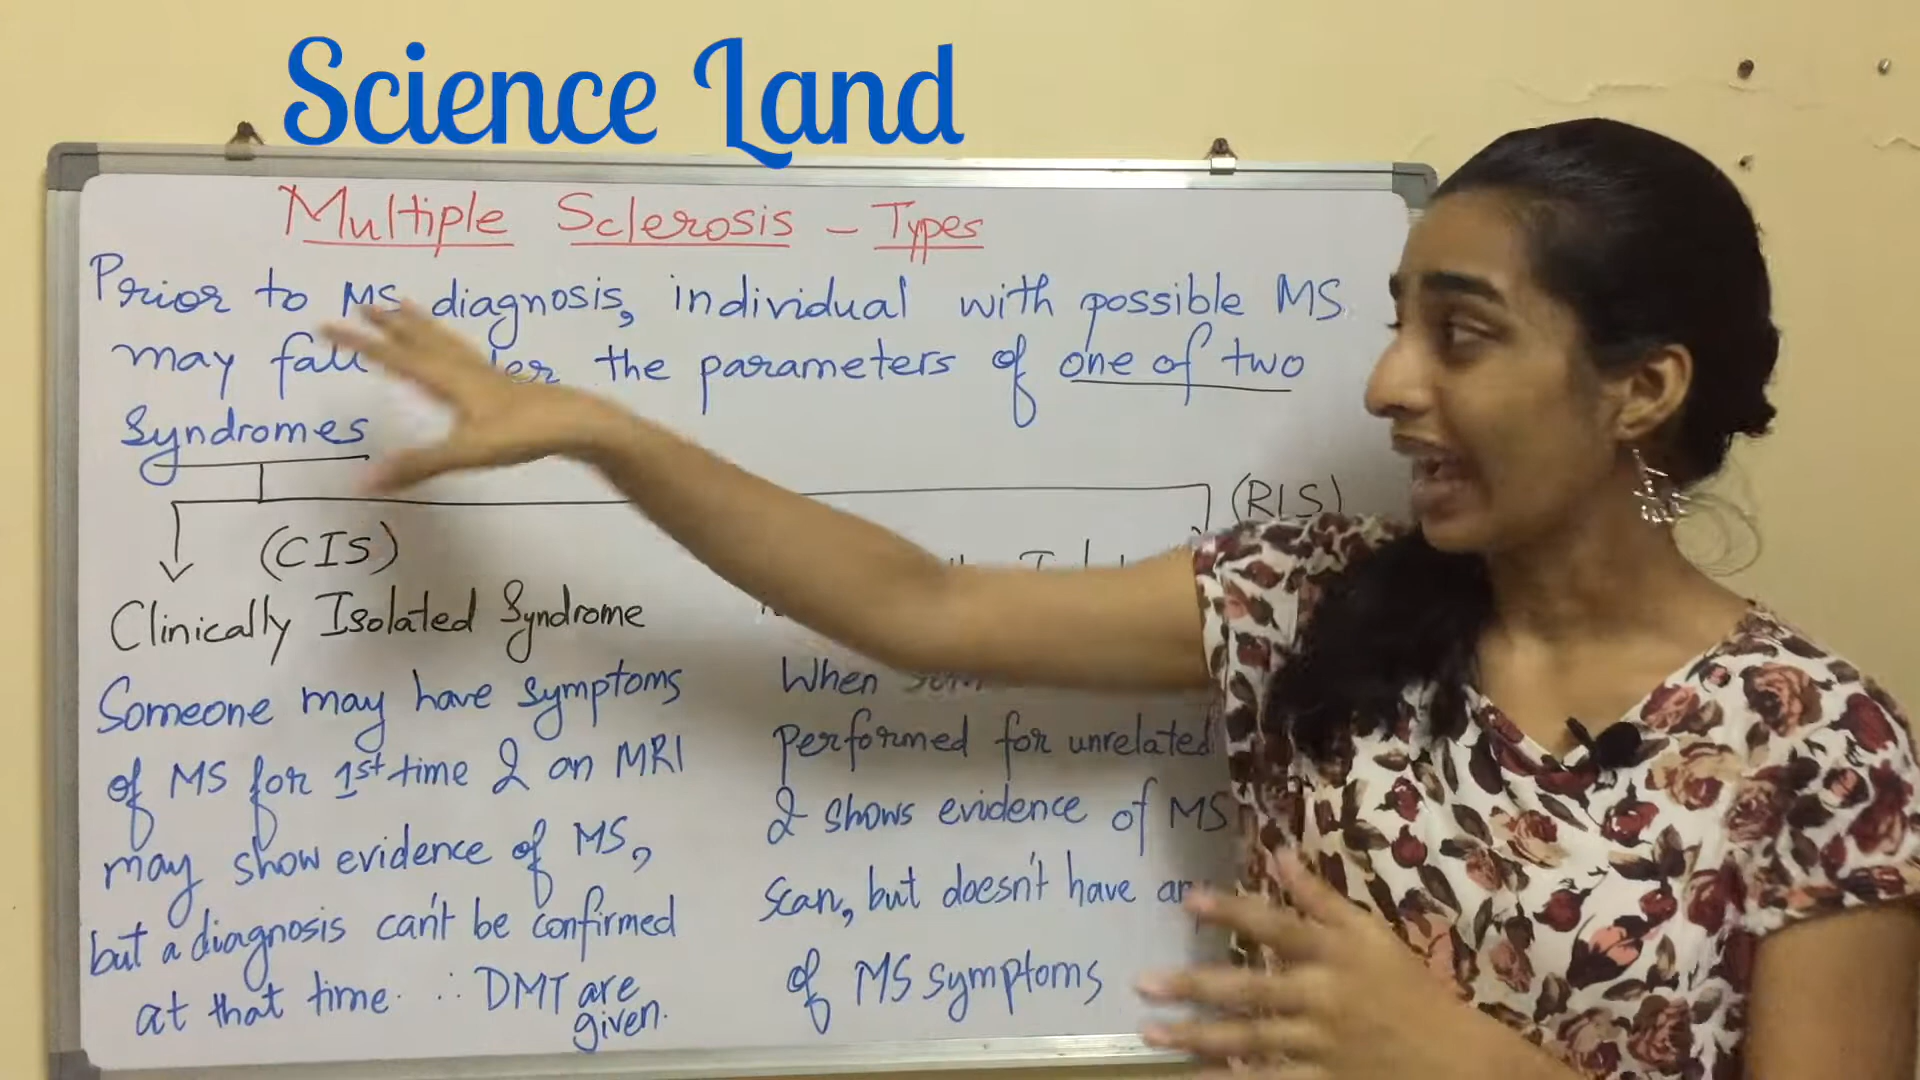 Science Land
Multiple Sclerosis - Types
Prior to MS diagnosis, individual with possible MS
may fall the parameters of one of two
Syndromes
(CIS)
(RIS)
Clinically Isolated Syndrome
Someone may have symptoms
of MS for 1st time & on MRI
may show evidence of MS,
but a diagnosis can't be confirmed
at that time. ∴ DMT are
given.
When
performed for unrelated
& shows evidence of MS
scan, but doesn't have
of MS symptoms